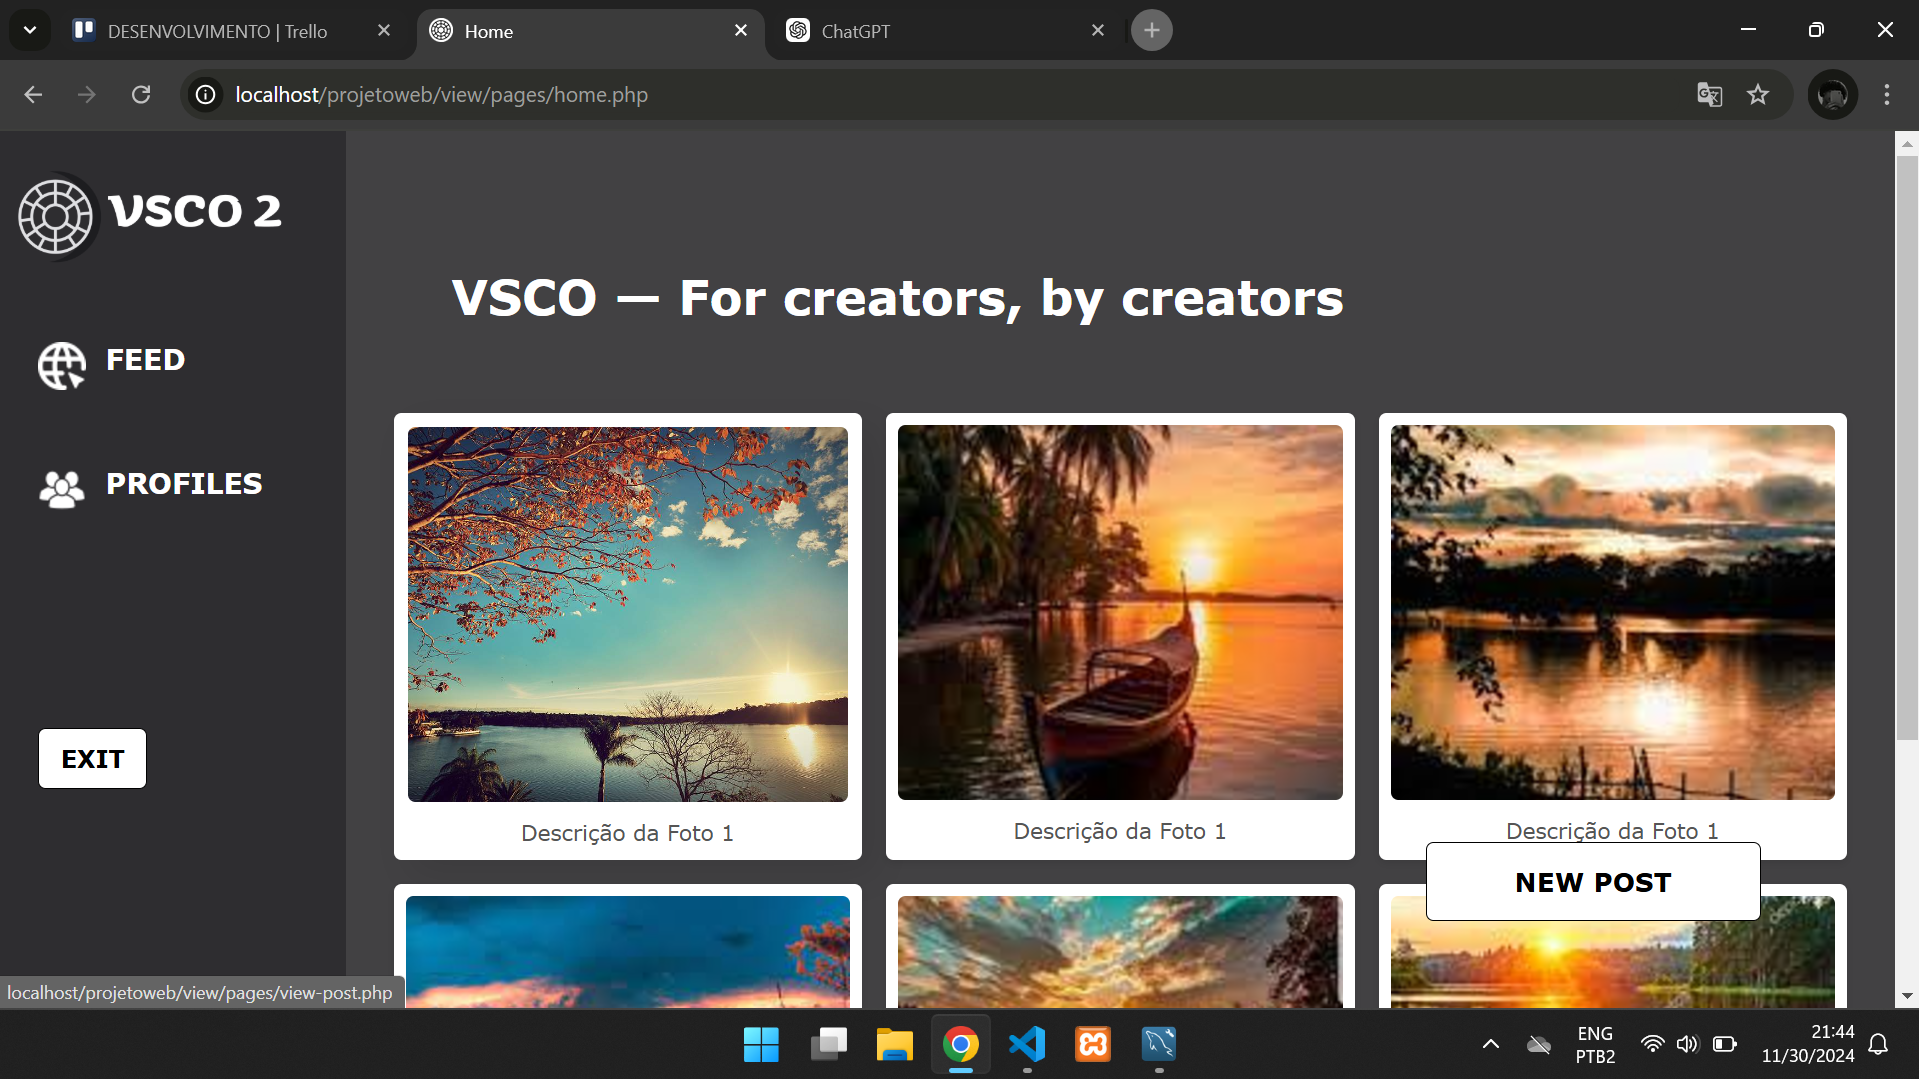 DESENVOLVIMENTO | Trello
Home
ChatGPT
localhost/projetoweb/view/pages/home.php
VSCO 2
VSCO — For creators, by creators
FEED
PROFILES
EXIT
Descrição da Foto 1
Descrição da Foto 1
Descrição da Foto 1
NEW POST
localhost/projetoweb/view/pages/view-post.php
ENG
PTB2
21:44
11/30/2024